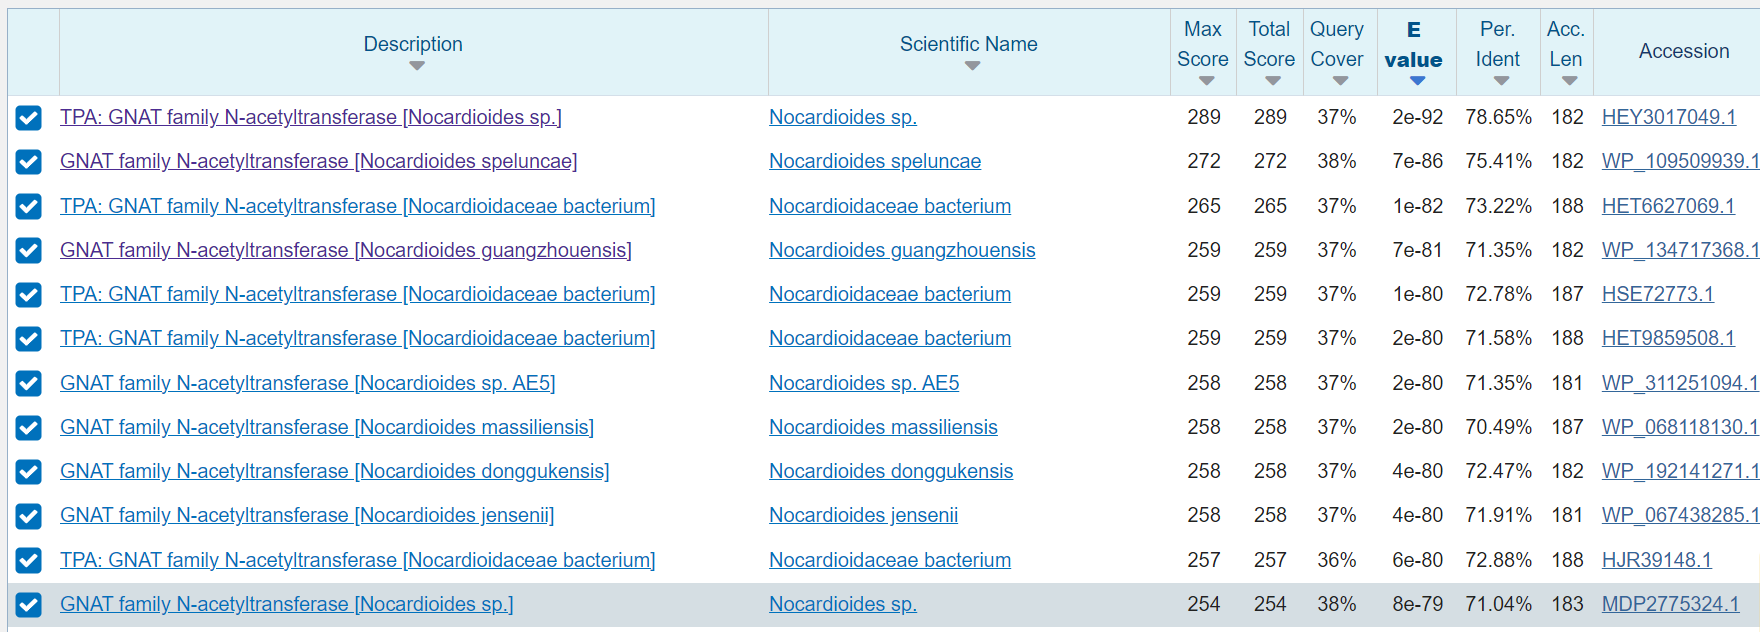 Description Scientific Name Max Score Total Score Query Cover E value Per. Ident Acc. Len Accession
TPA: GNAT family N-acetyltransferase [Nocardioides sp.] Nocardioides sp. 289 289 37% 2e-92 78.65% 182 HEY3017049.1
GNAT family N-acetyltransferase [Nocardioides speluncae] Nocardioides speluncae 272 272 38% 7e-86 75.41% 182 WP_109509939.1
TPA: GNAT family N-acetyltransferase [Nocardioidaceae bacterium] Nocardioidaceae bacterium 265 265 37% 1e-82 73.22% 188 HET6627069.1
GNAT family N-acetyltransferase [Nocardioides guangzhouensis] Nocardioides guangzhouensis 259 259 37% 7e-81 71.35% 182 WP_134717368.1
TPA: GNAT family N-acetyltransferase [Nocardioidaceae bacterium] Nocardioidaceae bacterium 259 259 37% 1e-80 72.78% 187 HSE72773.1
TPA: GNAT family N-acetyltransferase [Nocardioidaceae bacterium] Nocardioidaceae bacterium 259 259 37% 2e-80 71.58% 188 HET9859508.1
GNAT family N-acetyltransferase [Nocardioides sp. AE5] Nocardioides sp. AE5 258 258 37% 2e-80 71.35% 181 WP_311251094.1
GNAT family N-acetyltransferase [Nocardioides massiliensis] Nocardioides massiliensis 258 258 37% 2e-80 70.49% 187 WP_068118130.1
GNAT family N-acetyltransferase [Nocardioides donggukensis] Nocardioides donggukensis 258 258 37% 4e-80 72.47% 182 WP_192141271.1
GNAT family N-acetyltransferase [Nocardioides jensenii] Nocardioides jensenii 258 258 37% 4e-80 71.91% 181 WP_067438285.1
TPA: GNAT family N-acetyltransferase [Nocardioidaceae bacterium] Nocardioidaceae bacterium 257 257 36% 6e-80 72.88% 188 HJR39148.1
GNAT family N-acetyltransferase [Nocardioides sp.] Nocardioides sp. 254 254 38% 8e-79 71.04% 183 MDP2775324.1